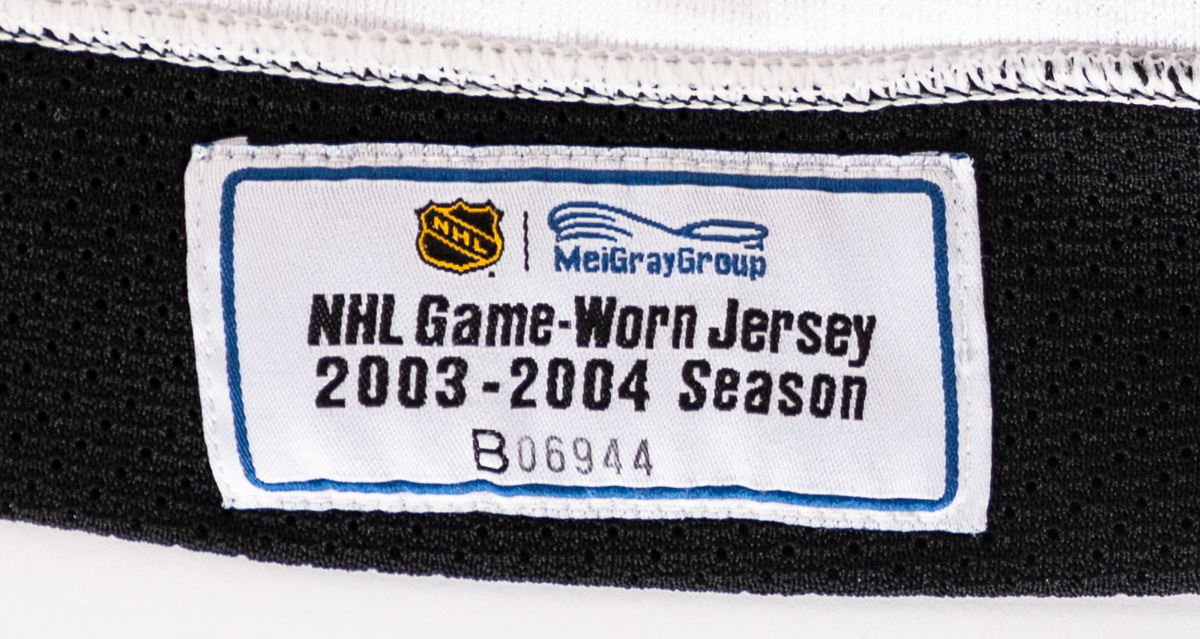 NHL
MeiGrayGroup
NHL Game-Worn Jersey
2003-2004 Season
B06944